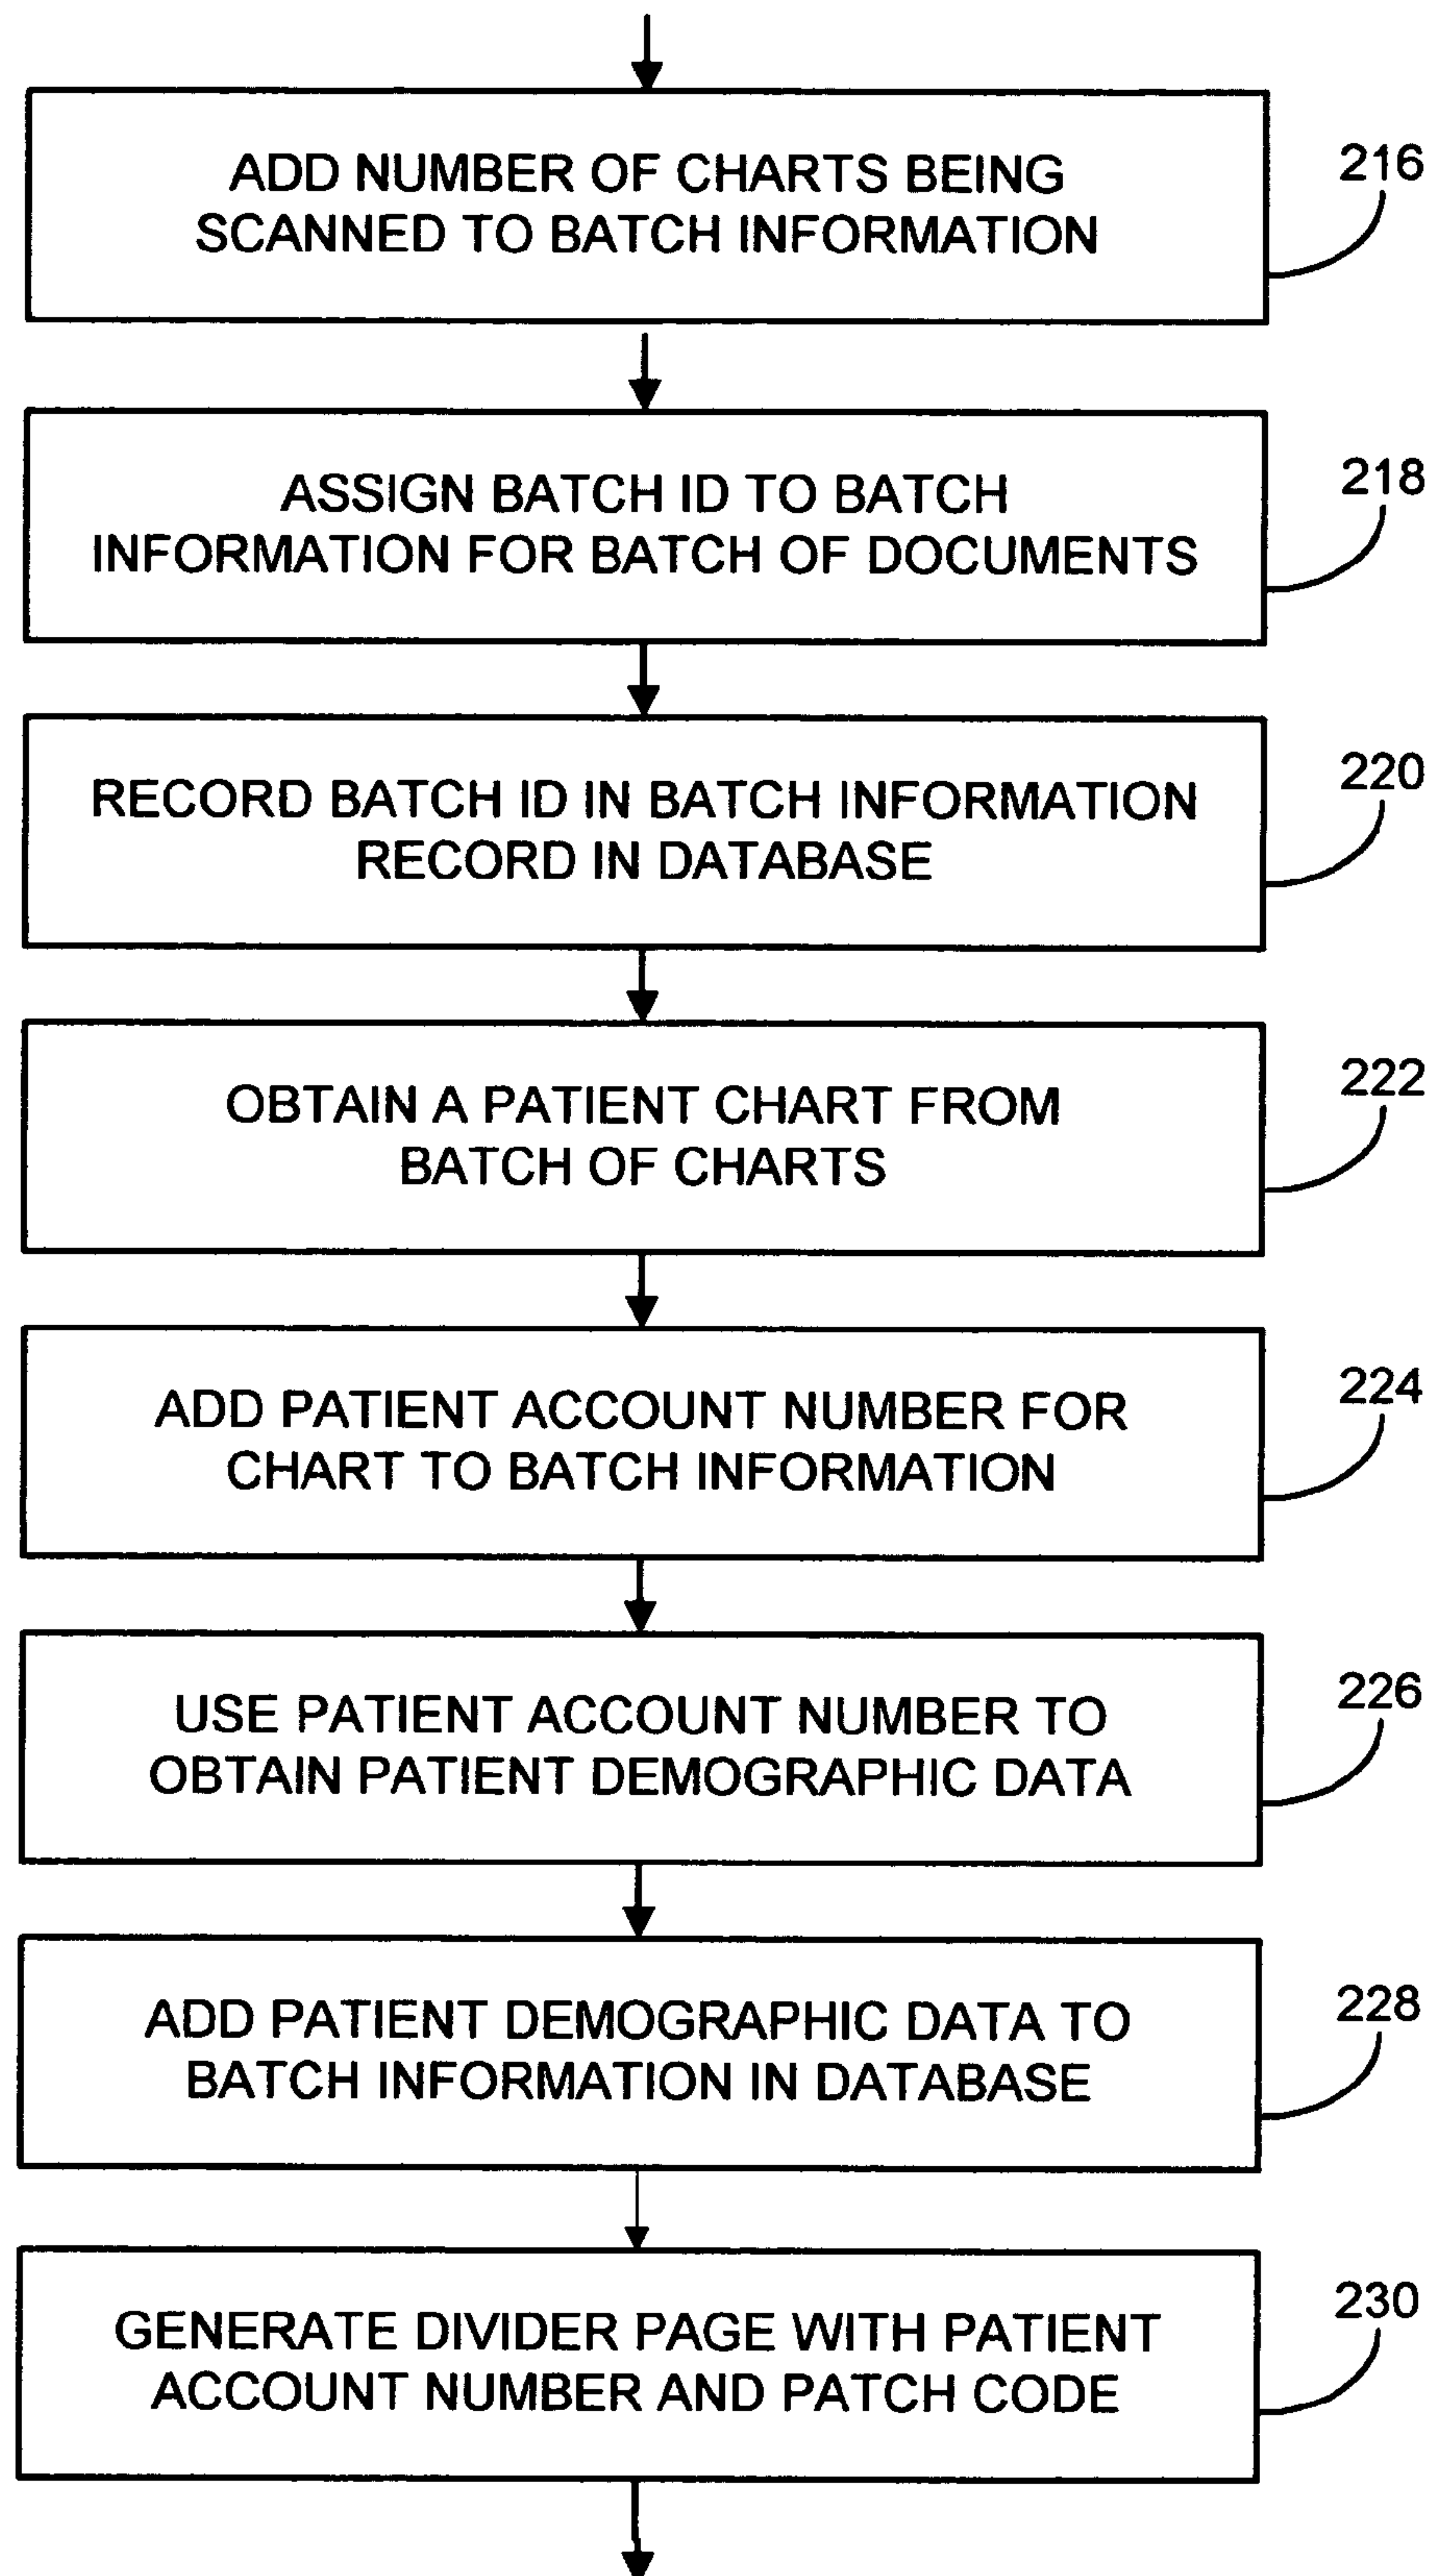 ADD NUMBER OF CHARTS BEING
SCANNED TO BATCH INFORMATION
216
ASSIGN BATCH ID TO BATCH
INFORMATION FOR BATCH OF DOCUMENTS
218
RECORD BATCH ID IN BATCH INFORMATION
RECORD IN DATABASE
220
OBTAIN A PATIENT CHART FROM
BATCH OF CHARTS
222
ADD PATIENT ACCOUNT NUMBER FOR
CHART TO BATCH INFORMATION
224
USE PATIENT ACCOUNT NUMBER TO
OBTAIN PATIENT DEMOGRAPHIC DATA
226
ADD PATIENT DEMOGRAPHIC DATA TO
BATCH INFORMATION IN DATABASE
228
GENERATE DIVIDER PAGE WITH PATIENT
ACCOUNT NUMBER AND PATCH CODE
230